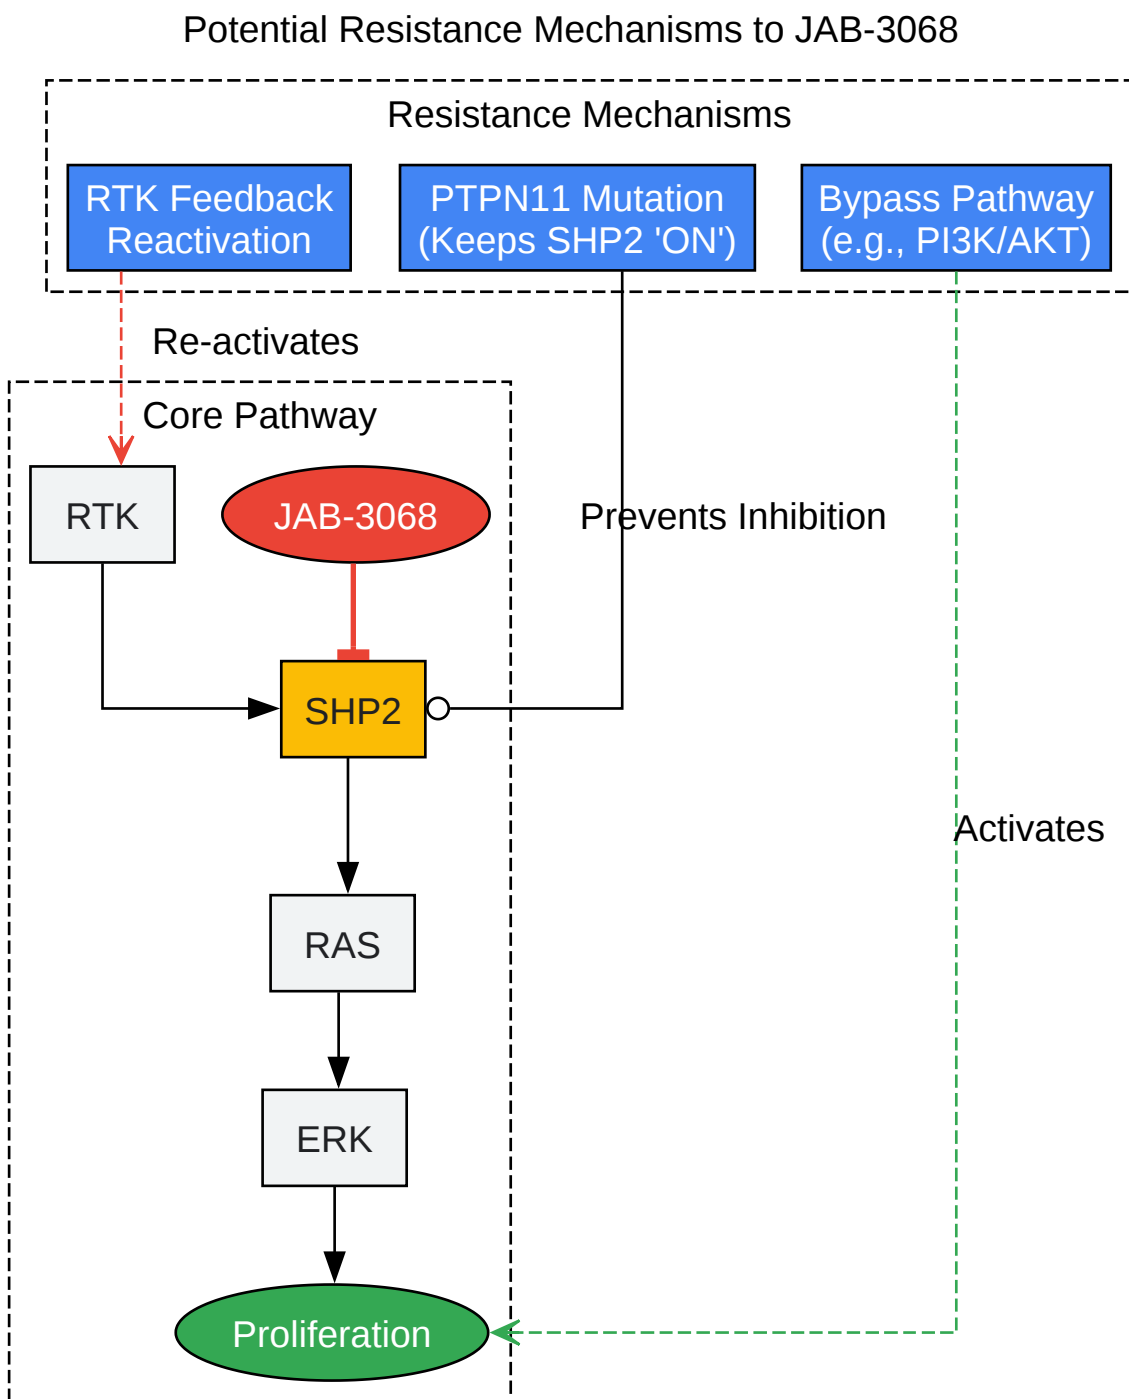 Potential Resistance Mechanisms to JAB-3068
Resistance Mechanisms
RTK Feedback
Reactivation
PTPN11 Mutation
(Keeps SHP2 'ON')
Bypass Pathway
(e.g., PI3K/AKT)
Re-activates
Core Pathway
RTK
JAB-3068
Prevents Inhibition
SHP2
Activates
RAS
ERK
Proliferation